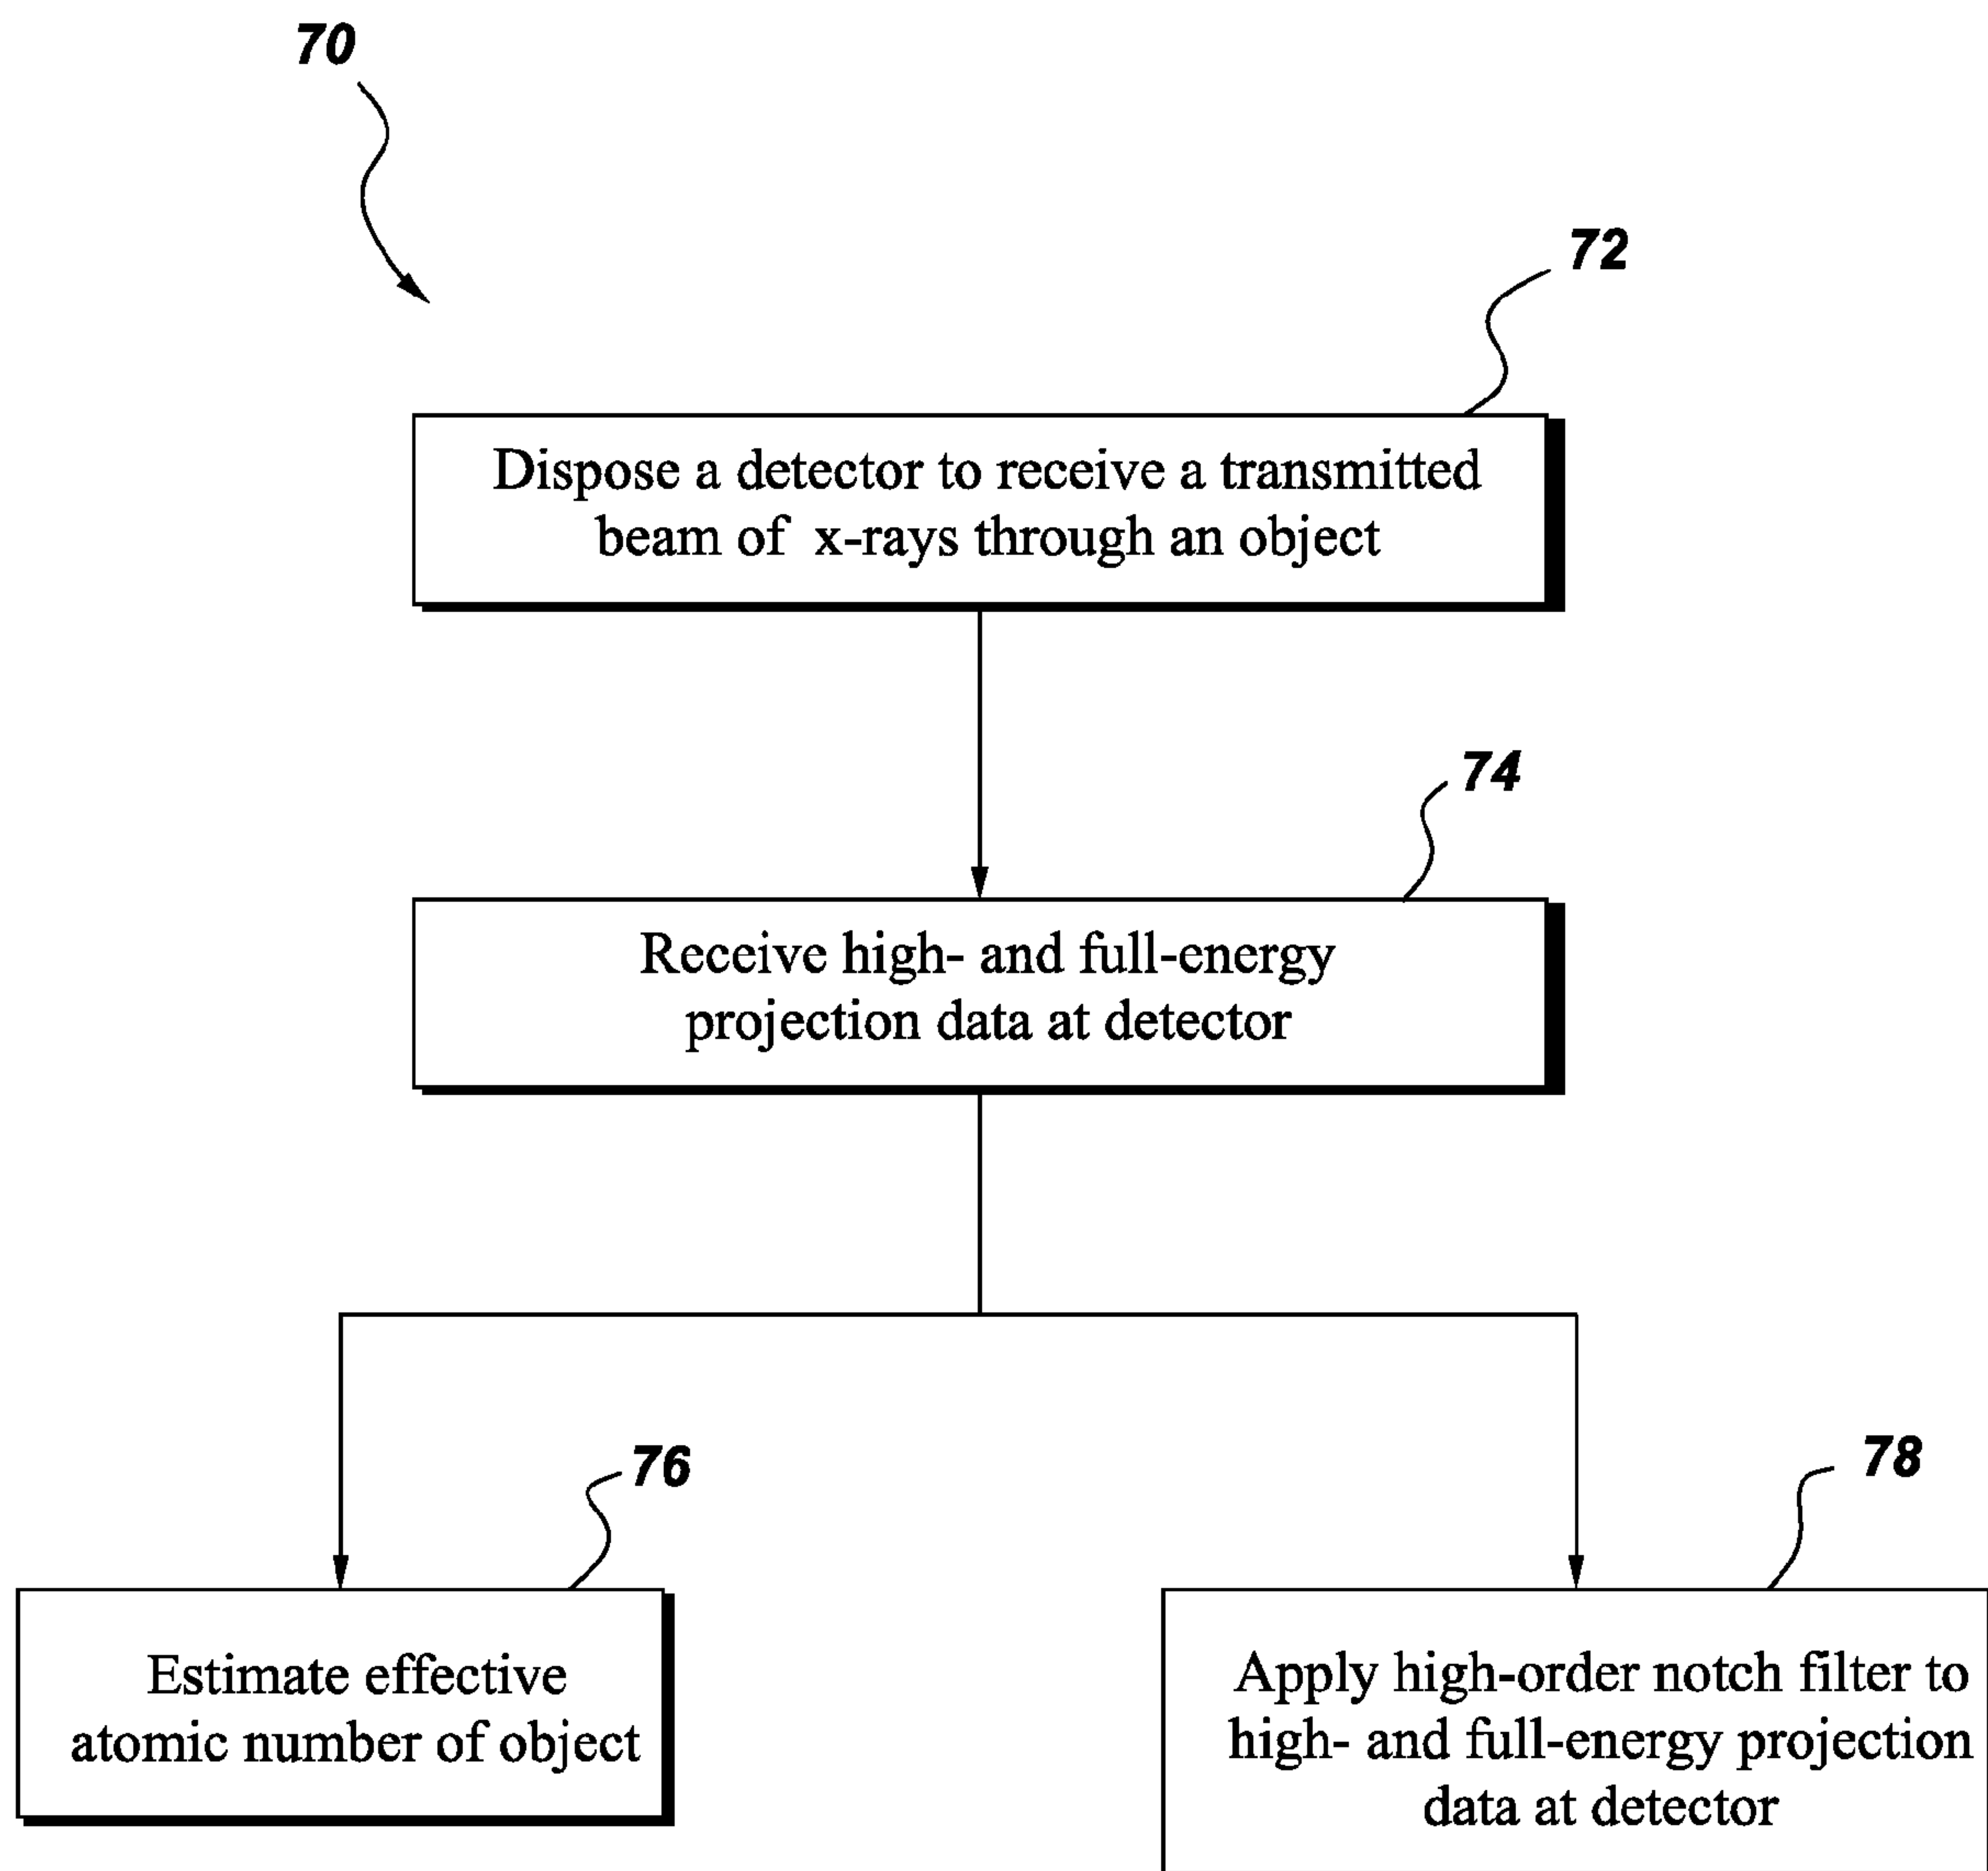 70
72
Dispose a detector to receive a transmitted
beam of x-rays through an object
74
Receive high- and full-energy
projection data at detector
76
Estimate effective
atomic number of object
78
Apply high-order notch filter to
high- and full-energy projection
data at detector